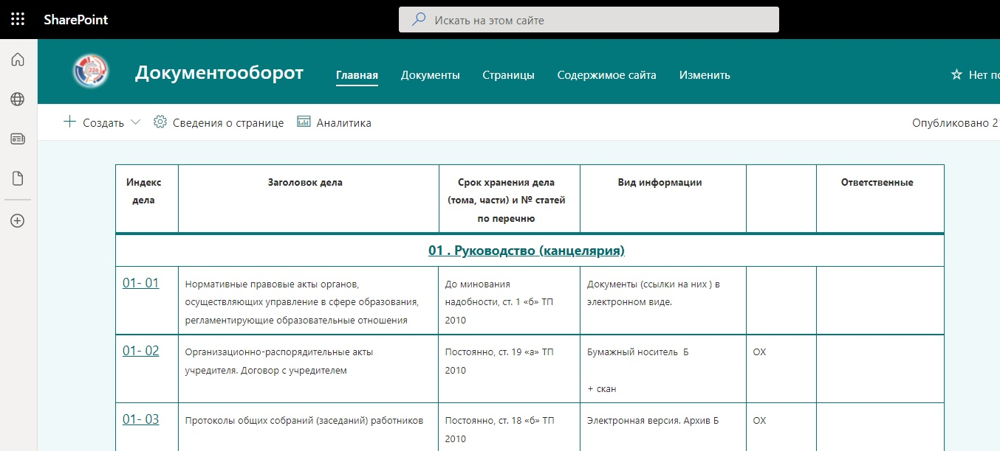 SharePoint
Искать на этом сайте
226
Документооборот
Главная
Документы
Страницы
Содержимое сайта
Изменить
Нет по
Создать
Сведения о странице
Аналитика
Опубликовано 2
Индекс
дела
Заголовок дела
Срок хранения дела
(тома, части) и № статей
по перечню
Вид информации
Ответственные
01 . Руководство (канцелярия)
01- 01
Нормативные правовые акты органов,
осуществляющих управление в сфере образования,
регламентирующие образовательные отношения
До минования
надобности, ст. 1 «б» ТП
2010
Документы (ссылки на них ) в
электронном виде.
01- 02
Организационно-распорядительные акты
учредителя. Договор с учредителем
Постоянно, ст. 19 «а» ТП
2010
Бумажный носитель Б
+ скан
ОХ
01- 03
Протоколы общих собраний (заседаний) работников
Постоянно, ст. 18 «б» ТП
2010
Электронная версия. Архив Б
ОХ